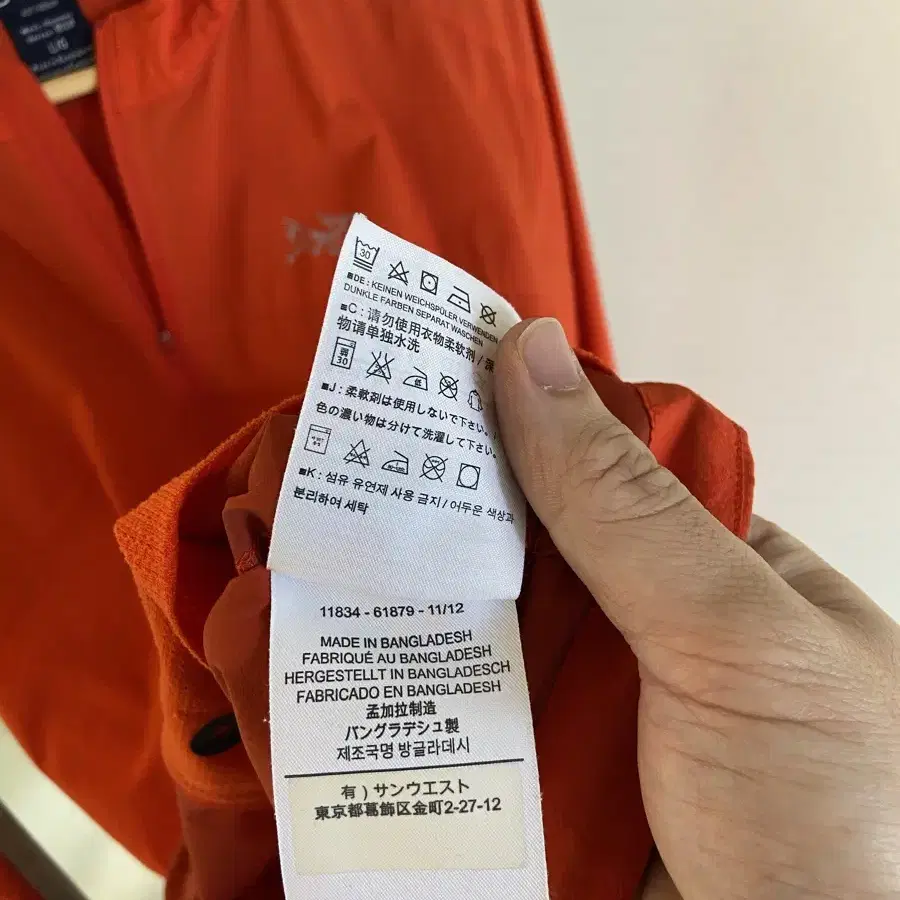 L/G
30
■DE: KEINEN WEICHSPÜLER VERWENDEN
DUNKLE FARBEN SEPARAT WASCHEN
■C: 请勿使用衣物柔软剂 / 深
物请单独水洗
弱
30
低
■J: 柔軟剤は使用しないで下さい。
色の濃い物は分けて洗濯して下さい。
■K: 섬유 유연제 사용 금지 / 어두운 색상과
분리하여 세탁
11834 - 61879 - 11/12
MADE IN BANGLADESH
FABRIQUÉ AU BANGLADESH
HERGESTELLT IN BANGLADESCH
FABRICADO EN BANGLADESH
孟加拉制造
バングラデシュ製
제조국명 방글라데시
有）サンウエスト
東京都葛飾区金町2-27-12